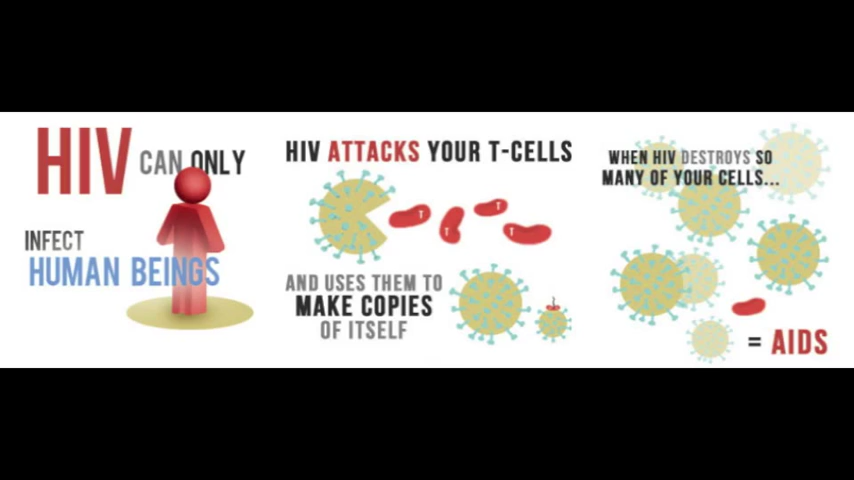 HIV CAN ONLY
INFECT
HUMAN BEINGS
HIV ATTACKS YOUR T-CELLS
T
T
T
AND USES THEM TO
MAKE COPIES
OF ITSELF
WHEN HIV DESTROYS SO
MANY OF YOUR CELLS...
= AIDS